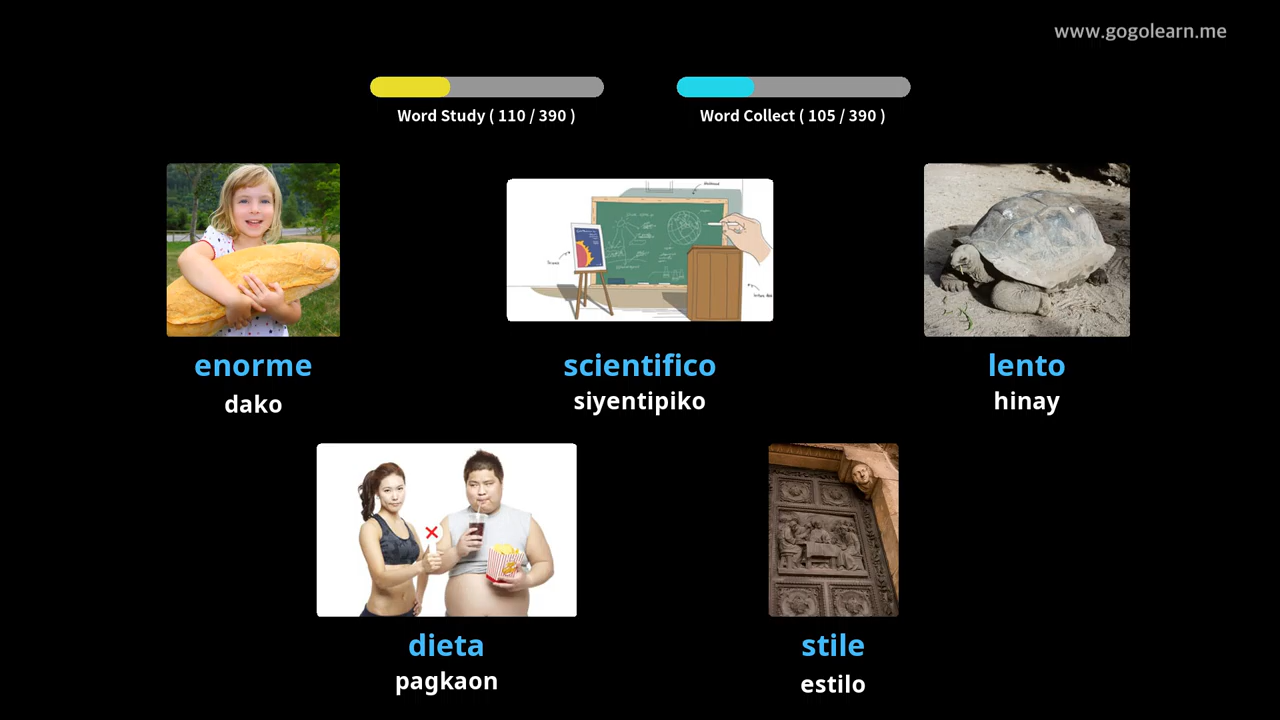 www.gogolearn.me
Word Study ( 110 / 390 )
Word Collect ( 105 / 390 )
enorme
dako
scientifico
siyentipiko
lento
hinay
dieta
pagkaon
stile
estilo